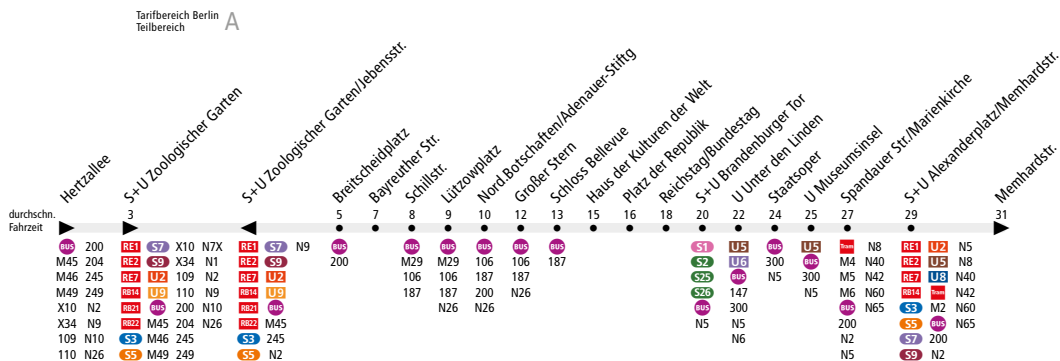 Tarifbereich Berlin
Teilbereich
A
Hertzallee
S+U Zoologischer Garten
S+U Zoologischer Garten/Jebensstr.
Breitscheidplatz
Bayreuther Str.
Schillstr.
Lützowplatz
Nord.Botschaften/Adenauer-Stiftg
Großer Stern
Schloss Bellevue
Haus der Kulturen der Welt
Platz der Republik
Reichstag/Bundestag
S+U Brandenburger Tor
U Unter den Linden
Staatsoper
U Museumsinsel
Spandauer Str./Marienkirche
S+U Alexanderplatz/Memhardstr.
Memhardstr.
durchschn.
Fahrzeit
3 5 7 8 9 10 12 13 15 16 18 20 22 24 25 27 29 31
BUS 200 RE1 S7 X10 N7X RE1 S7 N9 BUS BUS BUS BUS BUS BUS S1 U5 BUS U5 Tram N8 RE1 U2 N5
M45 204 RE2 S9 X34 N1 RE2 S9 200 M29 M29 106 106 187 S2 U6 300 BUS M4 N40 RE2 U5 N8
M46 245 RE7 U2 109 N2 RE7 U2 106 106 187 187 S25 BUS N5 300 M5 N42 RE7 U8 N40
M49 249 RB14 U9 110 N9 RB14 U9 187 187 200 N26 S26 147 N5 M6 N60 RB14 Tram N42
X10 N2 RB21 BUS 200 N10 RB21 BUS N26 N26 BUS 300 BUS N65 S3 M2 N60
X34 N9 RB22 M45 204 N26 RB22 M45 N5 N5 200 S5 BUS N65
109 N10 S3 M46 245 S3 245 N6 N2 S7 200
110 N26 S5 M49 249 S5 N2 N5 S9 N2